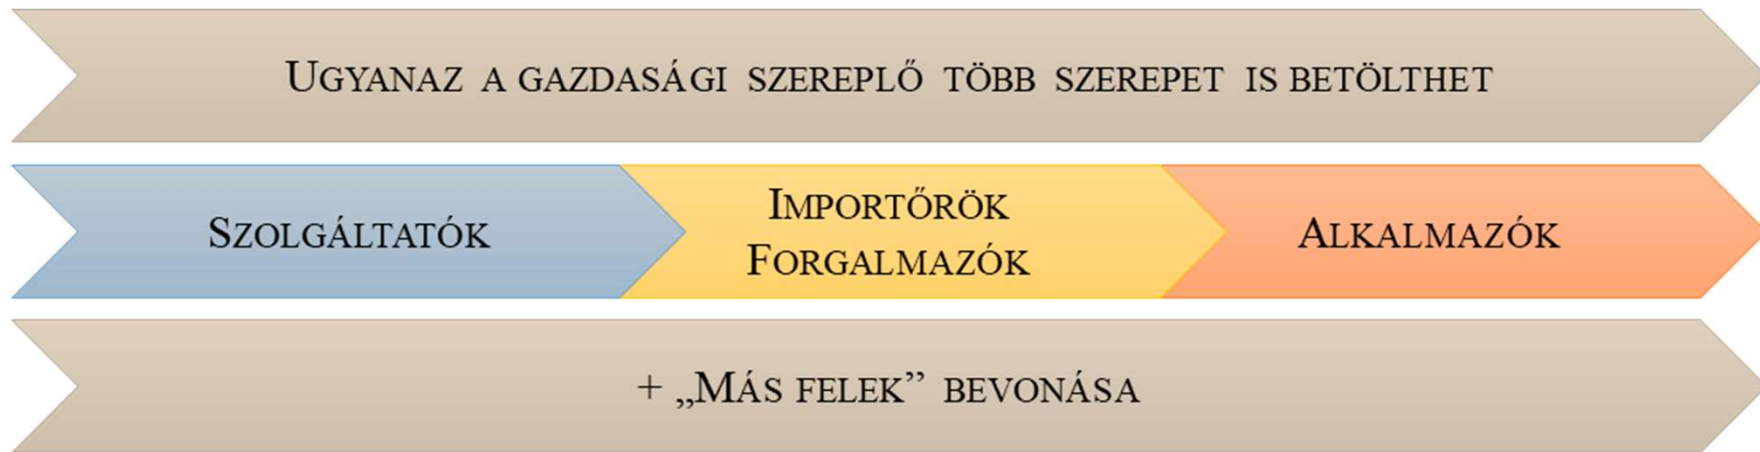 UGYANAZ A GAZDASÁGI SZEREPLŐ TÖBB SZEREPET IS BETÖLTHET
SZOLGÁLTATÓK
IMPORTŐRÖK
FORGALMAZÓK
ALKALMAZÓK
+ „MÁS FELEK” BEVONÁSA